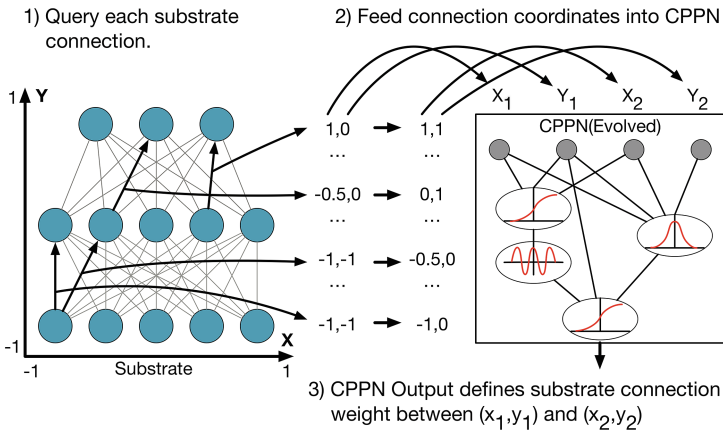 1) Query each substrate
connection.
2) Feed connection coordinates into CPPN
1
Y
X
-1
-1
Substrate
1
X1
Y1
X2
Y2
1,0
1,1
...
...
-0.5,0
0,1
...
...
-1,-1
-0.5,0
...
...
-1,-1
-1,0
CPPN(Evolved)
3) CPPN Output defines substrate connection
weight between (x1,y1) and (x2,y2)